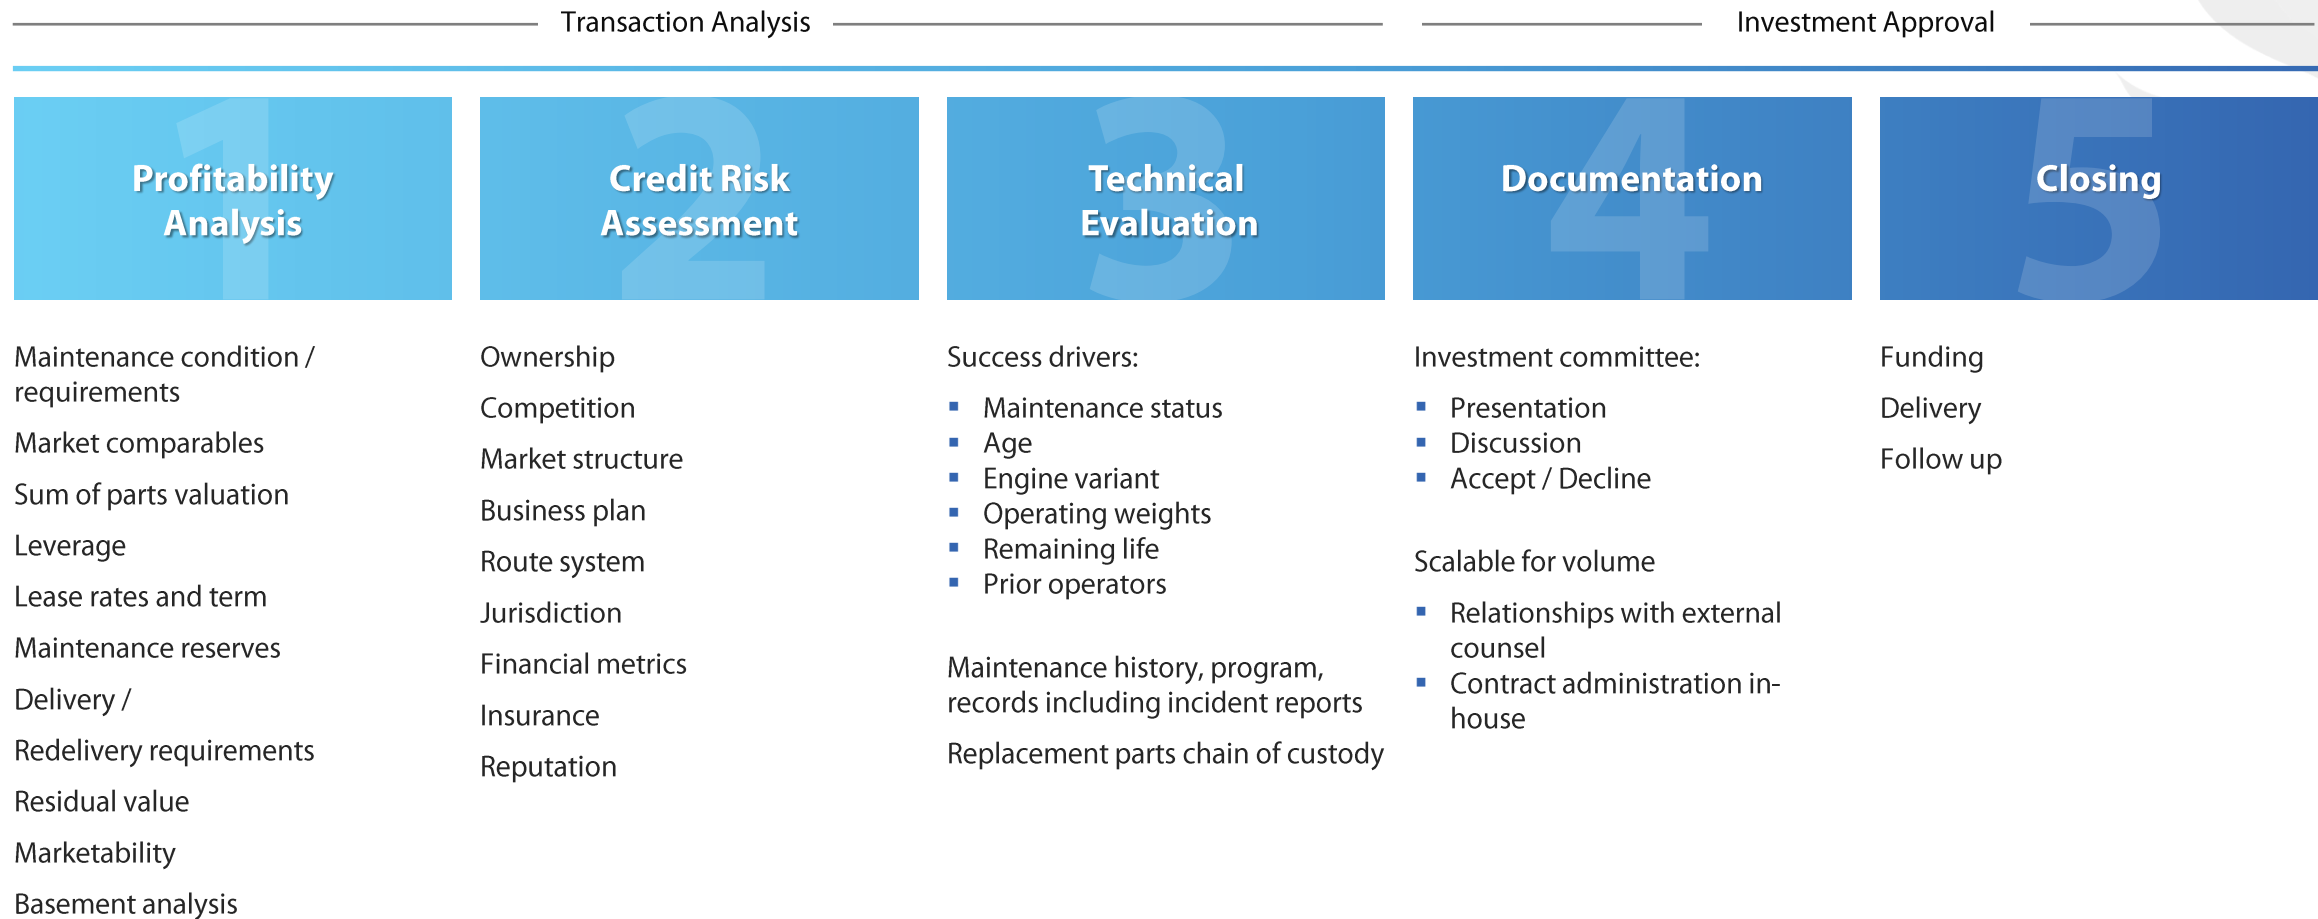 Transaction Analysis
Investment Approval
1
Profitability
Analysis
Maintenance condition /
requirements
Market comparables
Sum of parts valuation
Leverage
Lease rates and term
Maintenance reserves
Delivery /
Redelivery requirements
Residual value
Marketability
Basement analysis
2
Credit Risk
Assessment
Ownership
Competition
Market structure
Business plan
Route system
Jurisdiction
Financial metrics
Insurance
Reputation
3
Technical
Evaluation
Success drivers:
Maintenance status
Age
Engine variant
Operating weights
Remaining life
Prior operators
Maintenance history, program,
records including incident reports
Replacement parts chain of custody
4
Documentation
Investment committee:
Presentation
Discussion
Accept / Decline
Scalable for volume
Relationships with external
counsel
Contract administration in-
house
5
Closing
Funding
Delivery
Follow up